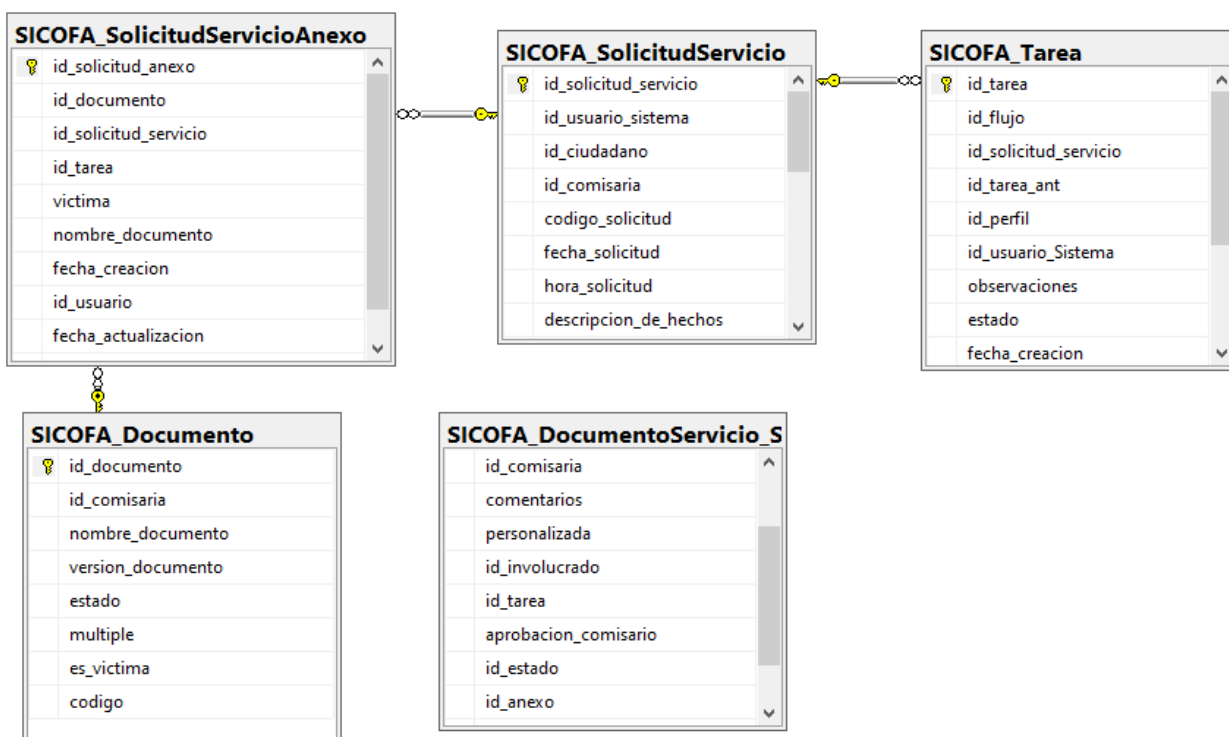 SICOFA_SolicitudServicioAnexo
id_solicitud_anexo
id_documento
id_solicitud_servicio
id_tarea
victima
nombre_documento
fecha_creacion
id_usuario
fecha_actualizacion
SICOFA_SolicitudServicio
id_solicitud_servicio
id_usuario_sistema
id_ciudadano
id_comisaria
codigo_solicitud
fecha_solicitud
hora_solicitud
descripcion_de_hechos
SICOFA_Tarea
id_tarea
id_flujo
id_solicitud_servicio
id_tarea_ant
id_perfil
id_usuario_Sistema
observaciones
estado
fecha_creacion
SICOFA_Documento
id_documento
id_comisaria
nombre_documento
version_documento
estado
multiple
es_victima
codigo
SICOFA_DocumentoServicio_S
id_comisaria
comentarios
personalizada
id_involucrado
id_tarea
aprobacion_comisario
id_estado
id_anexo